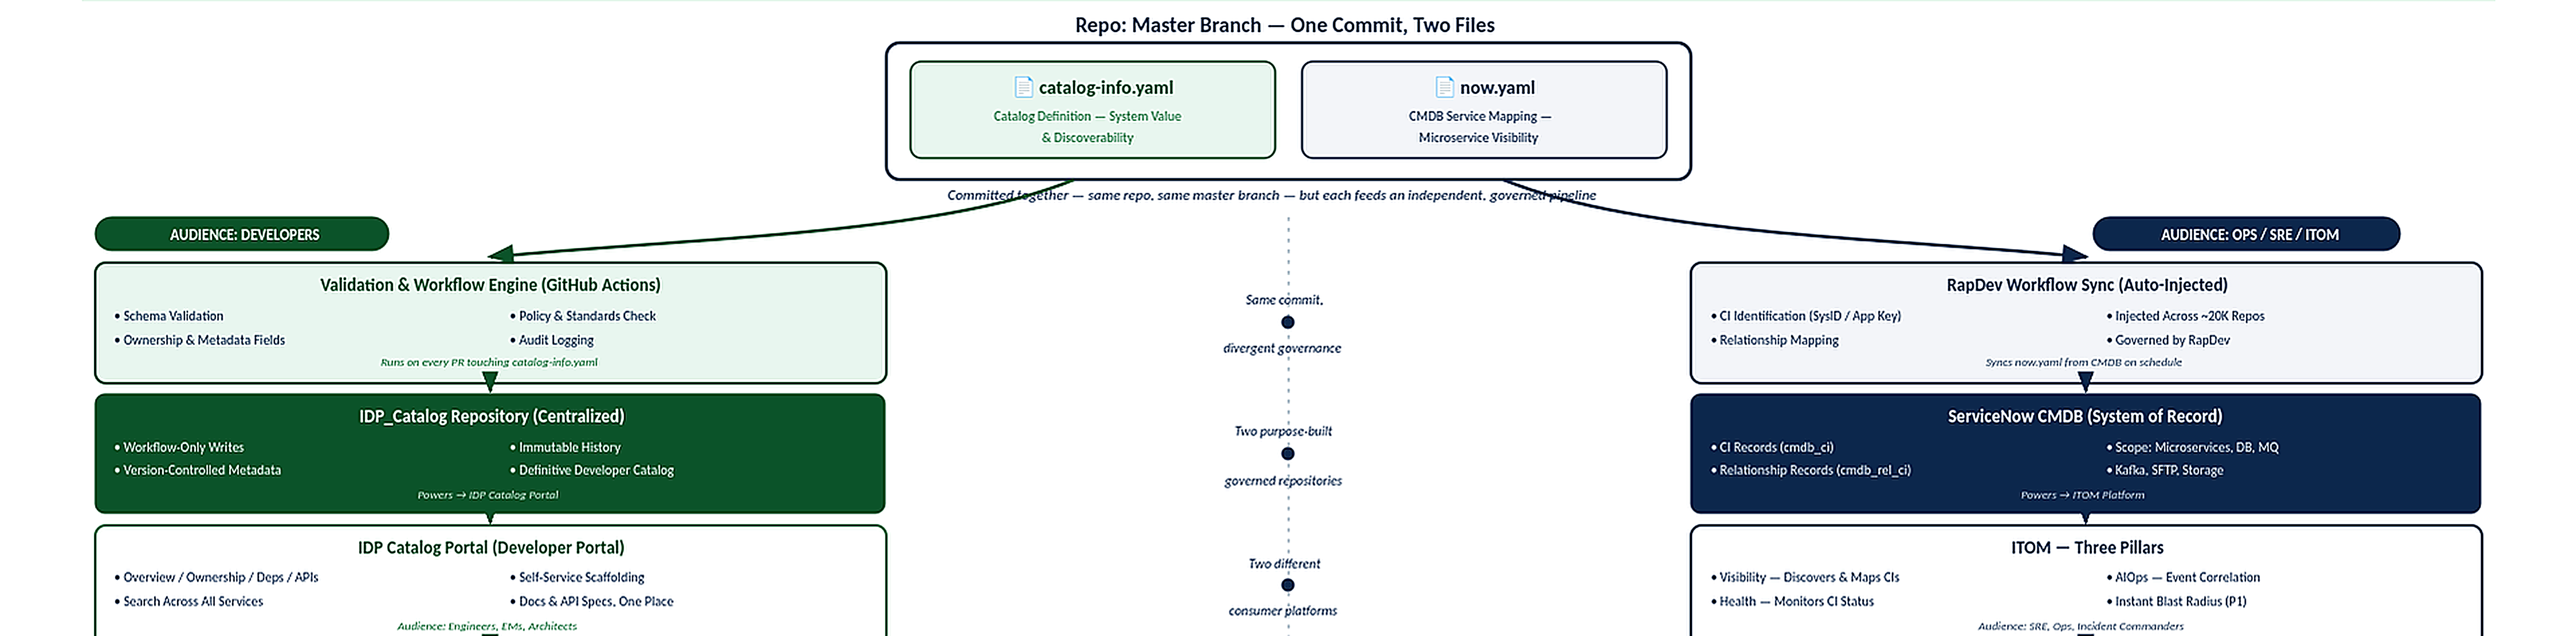 Repo: Master Branch — One Commit, Two Files
📄 catalog-info.yaml
Catalog Definition — System Value
& Discoverability
📄 now.yaml
CMDB Service Mapping —
Microservice Visibility
Committed together — same repo, same master branch — but each feeds an independent, governed pipeline
AUDIENCE: DEVELOPERS
Validation & Workflow Engine (GitHub Actions)
• Schema Validation
• Policy & Standards Check
• Ownership & Metadata Fields
• Audit Logging
Runs on every PR touching catalog-info.yaml
IDP_Catalog Repository (Centralized)
• Workflow-Only Writes
• Immutable History
• Version-Controlled Metadata
• Definitive Developer Catalog
Powers → IDP Catalog Portal
IDP Catalog Portal (Developer Portal)
• Overview / Ownership / Deps / APIs
• Self-Service Scaffolding
• Search Across All Services
• Docs & API Specs, One Place
Audience: Engineers, EMs, Architects
Same commit,
divergent governance
Two purpose-built
governed repositories
Two different
consumer platforms
AUDIENCE: OPS / SRE / ITOM
RapDev Workflow Sync (Auto-Injected)
• CI Identification (SysID / App Key)
• Injected Across ~20K Repos
• Relationship Mapping
• Governed by RapDev
Syncs now.yaml from CMDB on schedule
ServiceNow CMDB (System of Record)
• CI Records (cmdb_ci)
• Scope: Microservices, DB, MQ
• Relationship Records (cmdb_rel_ci)
• Kafka, SFTP, Storage
Powers → ITOM Platform
ITOM — Three Pillars
• Visibility — Discovers & Maps CIs
• AIOps — Event Correlation
• Health — Monitors CI Status
• Instant Blast Radius (P1)
Audience: SRE, Ops, Incident Commanders